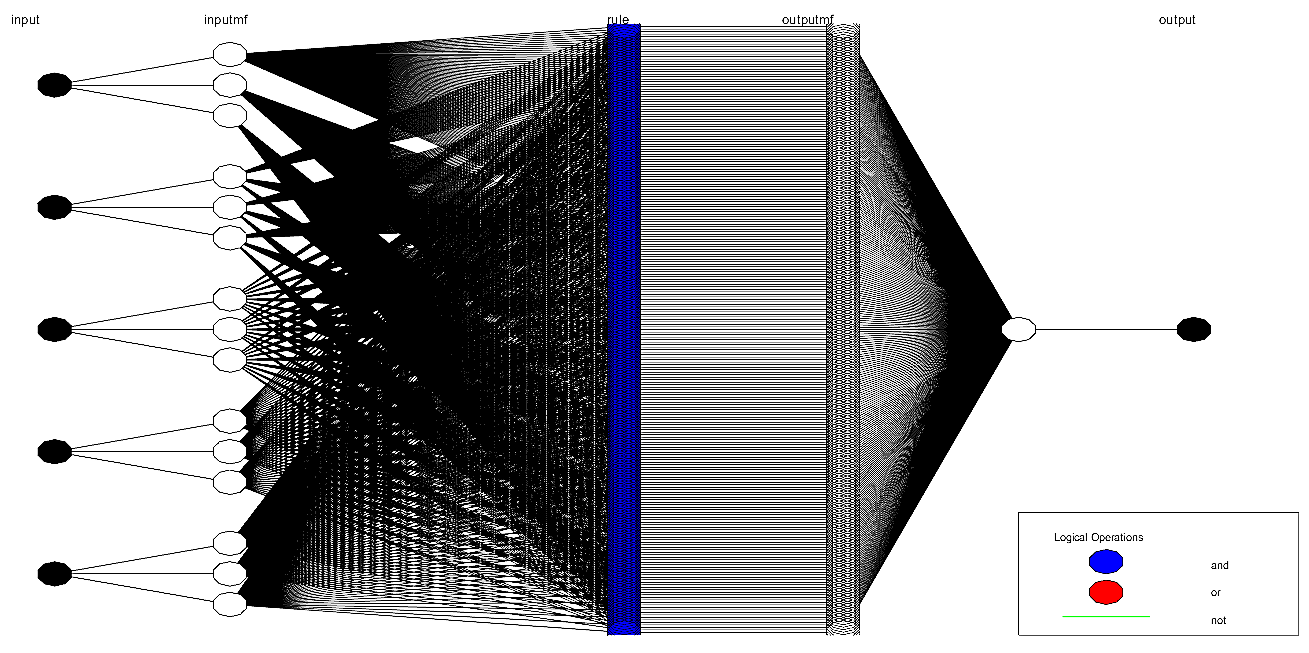 input inputmf rule outputmf output
Logical Operations
and
or
not